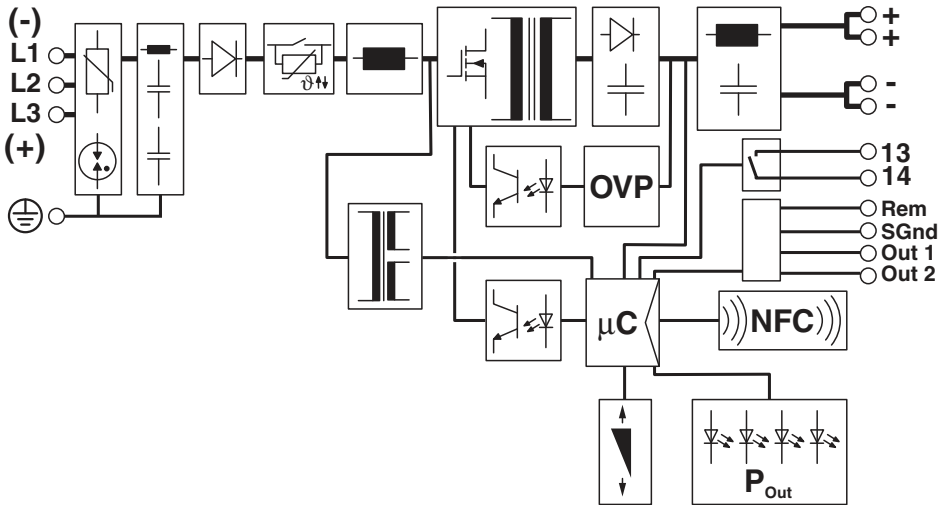 (-)
L1
L2
L3
(+)
ϑ
+
+
-
-
OVP
13
14
Rem
SGnd
Out 1
Out 2
µC
NFC
P Out